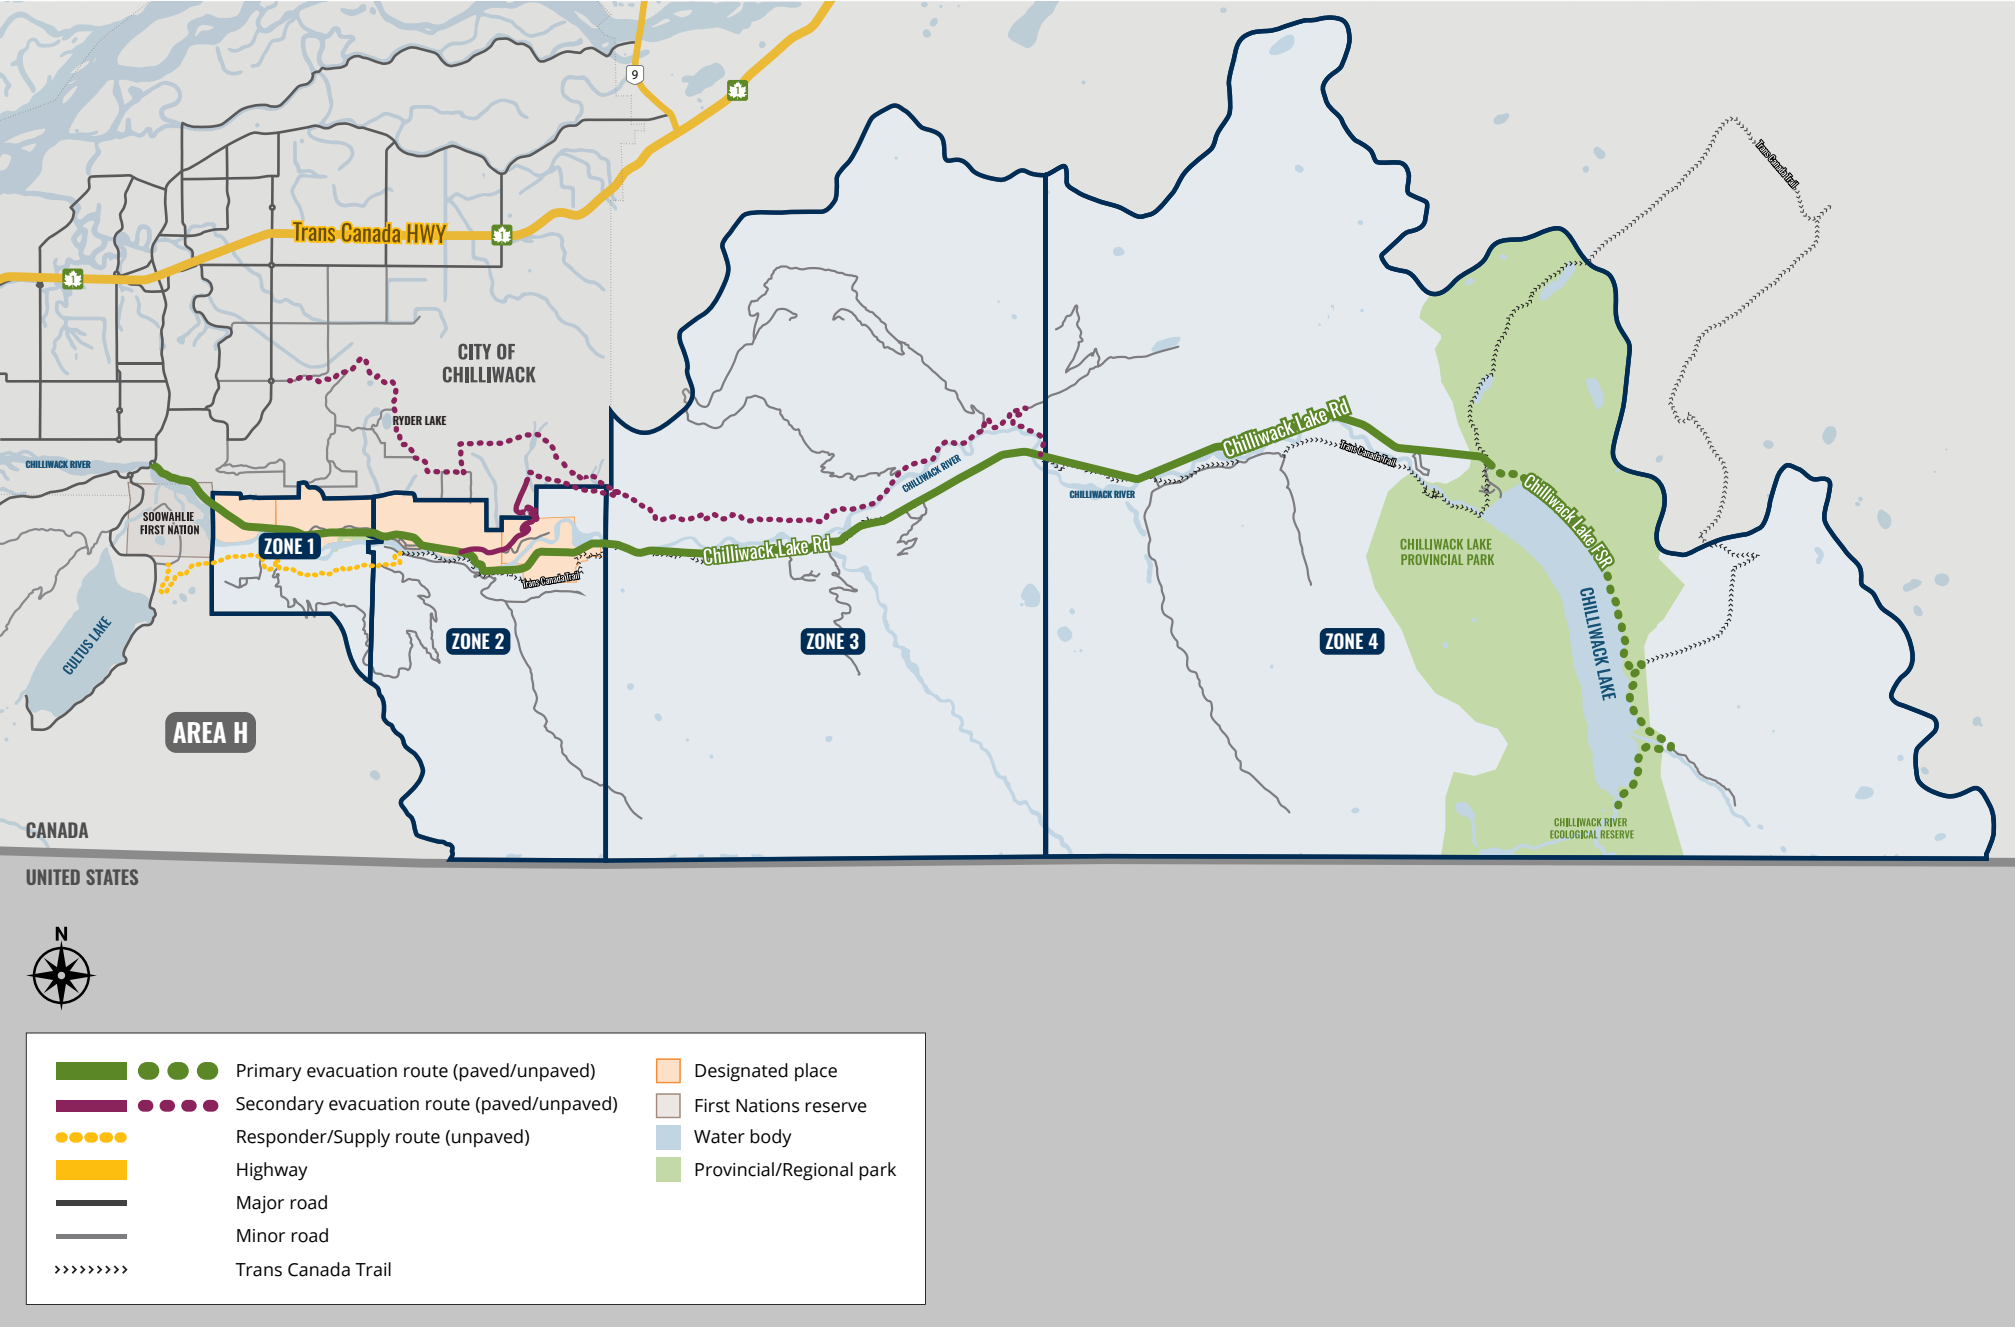 9
1
Trans Canada HWY
1
1
Trans Canada Trail
CITY OF
CHILLIWACK
RYDER LAKE
CHILLIWACK RIVER
SOOWAHLIE
FIRST NATION
ZONE 1
Chilliwack Lake Rd
Trans Canada Trail
CHILLIWACK RIVER
CHILLIWACK RIVER
Chilliwack Lake Rd
Trans Canada Trail
Chilliwack Lake FSR
CHILLIWACK LAKE
PROVINCIAL PARK
CHILLIWACK LAKE
CULTUS LAKE
ZONE 2
ZONE 3
ZONE 4
AREA H
CHILLIWACK RIVER
ECOLOGICAL RESERVE
CANADA
UNITED STATES
N
Primary evacuation route (paved/unpaved)
Secondary evacuation route (paved/unpaved)
Responder/Supply route (unpaved)
Highway
Major road
Minor road
Trans Canada Trail
Designated place
First Nations reserve
Water body
Provincial/Regional park